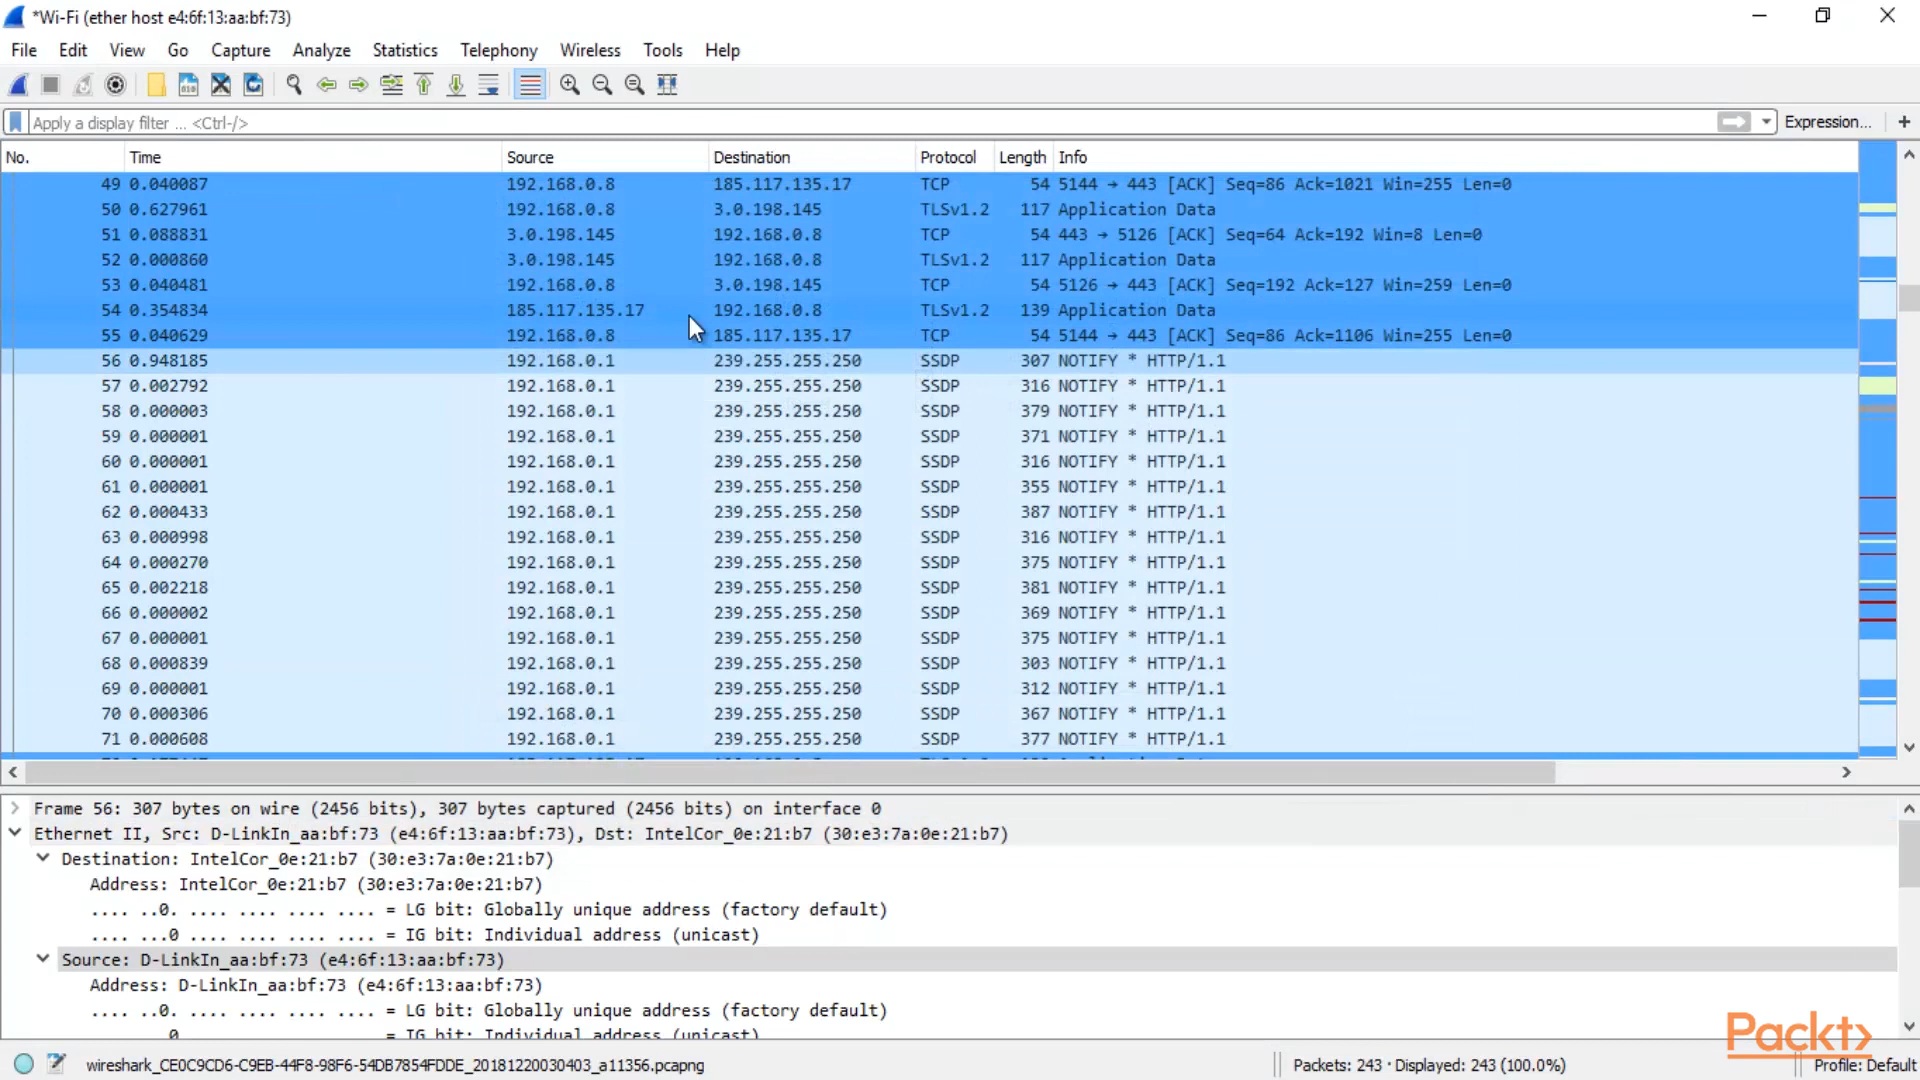 *Wi-Fi (ether host e4:6f:13:aa:bf:73)
File Edit View Go Capture Analyze Statistics Telephony Wireless Tools Help
Apply a display filter ... <Ctrl-/> Expression... +
No. Time Source Destination Protocol Length Info
49 0.040087 192.168.0.8 185.117.135.17 TCP 54 5144 → 443 [ACK] Seq=86 Ack=1021 Win=255 Len=0
50 0.627961 192.168.0.8 3.0.198.145 TLSv1.2 117 Application Data
51 0.088831 3.0.198.145 192.168.0.8 TCP 54 443 → 5126 [ACK] Seq=64 Ack=192 Win=8 Len=0
52 0.000860 3.0.198.145 192.168.0.8 TLSv1.2 117 Application Data
53 0.040481 192.168.0.8 3.0.198.145 TCP 54 5126 → 443 [ACK] Seq=192 Ack=127 Win=259 Len=0
54 0.354834 185.117.135.17 192.168.0.8 TLSv1.2 139 Application Data
55 0.040629 192.168.0.8 185.117.135.17 TCP 54 5144 → 443 [ACK] Seq=86 Ack=1106 Win=255 Len=0
56 0.948185 192.168.0.1 239.255.255.250 SSDP 307 NOTIFY * HTTP/1.1
57 0.002792 192.168.0.1 239.255.255.250 SSDP 316 NOTIFY * HTTP/1.1
58 0.000003 192.168.0.1 239.255.255.250 SSDP 379 NOTIFY * HTTP/1.1
59 0.000001 192.168.0.1 239.255.255.250 SSDP 371 NOTIFY * HTTP/1.1
60 0.000001 192.168.0.1 239.255.255.250 SSDP 316 NOTIFY * HTTP/1.1
61 0.000001 192.168.0.1 239.255.255.250 SSDP 355 NOTIFY * HTTP/1.1
62 0.000433 192.168.0.1 239.255.255.250 SSDP 387 NOTIFY * HTTP/1.1
63 0.000998 192.168.0.1 239.255.255.250 SSDP 316 NOTIFY * HTTP/1.1
64 0.000270 192.168.0.1 239.255.255.250 SSDP 375 NOTIFY * HTTP/1.1
65 0.002218 192.168.0.1 239.255.255.250 SSDP 381 NOTIFY * HTTP/1.1
66 0.000002 192.168.0.1 239.255.255.250 SSDP 369 NOTIFY * HTTP/1.1
67 0.000001 192.168.0.1 239.255.255.250 SSDP 375 NOTIFY * HTTP/1.1
68 0.000839 192.168.0.1 239.255.255.250 SSDP 303 NOTIFY * HTTP/1.1
69 0.000001 192.168.0.1 239.255.255.250 SSDP 312 NOTIFY * HTTP/1.1
70 0.000306 192.168.0.1 239.255.255.250 SSDP 367 NOTIFY * HTTP/1.1
71 0.000608 192.168.0.1 239.255.255.250 SSDP 377 NOTIFY * HTTP/1.1
Frame 56: 307 bytes on wire (2456 bits), 307 bytes captured (2456 bits) on interface 0
Ethernet II, Src: D-LinkIn_aa:bf:73 (e4:6f:13:aa:bf:73), Dst: IntelCor_0e:21:b7 (30:e3:7a:0e:21:b7)
Destination: IntelCor_0e:21:b7 (30:e3:7a:0e:21:b7)
Address: IntelCor_0e:21:b7 (30:e3:7a:0e:21:b7)
.... ..0. .... .... .... .... = LG bit: Globally unique address (factory default)
.... ...0 .... .... .... .... = IG bit: Individual address (unicast)
Source: D-LinkIn_aa:bf:73 (e4:6f:13:aa:bf:73)
Address: D-LinkIn_aa:bf:73 (e4:6f:13:aa:bf:73)
.... ..0. .... .... .... .... = LG bit: Globally unique address (factory default)
.... ...0 .... .... .... .... = IG bit: Individual address (unicast)
Packt>
wireshark_CE0C9CD6-C9EB-44F8-98F6-54DB7854FDDE_20181220030403_a11356.pcapng Packets: 243 · Displayed: 243 (100.0%) Profile: Default